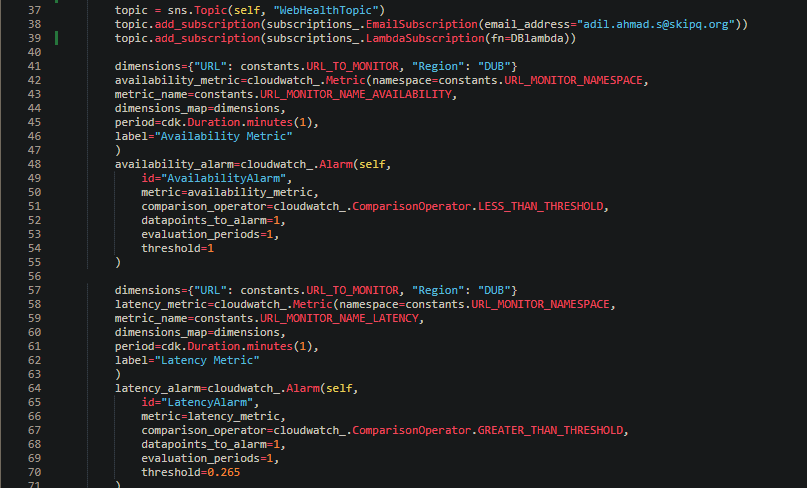 37 topic = sns.Topic(self, "WebHealthTopic")
38 topic.add_subscription(subscriptions_.EmailSubscription(email_address="adil.ahmad.s@skipq.org"))
39 topic.add_subscription(subscriptions_.LambdaSubscription(fn=DBlambda))
40
41 dimensions={"URL": constants.URL_TO_MONITOR, "Region": "DUB"}
42 availability_metric=cloudwatch_.Metric(namespace=constants.URL_MONITOR_NAMESPACE,
43 metric_name=constants.URL_MONITOR_NAME_AVAILABILITY,
44 dimensions_map=dimensions,
45 period=cdk.Duration.minutes(1),
46 label="Availability Metric"
47 )
48 availability_alarm=cloudwatch_.Alarm(self,
49 id="AvailabilityAlarm",
50 metric=availability_metric,
51 comparison_operator=cloudwatch_.ComparisonOperator.LESS_THAN_THRESHOLD,
52 datapoints_to_alarm=1,
53 evaluation_periods=1,
54 threshold=1
55 )
56
57 dimensions={"URL": constants.URL_TO_MONITOR, "Region": "DUB"}
58 latency_metric=cloudwatch_.Metric(namespace=constants.URL_MONITOR_NAMESPACE,
59 metric_name=constants.URL_MONITOR_NAME_LATENCY,
60 dimensions_map=dimensions,
61 period=cdk.Duration.minutes(1),
62 label="Latency Metric"
63 )
64 latency_alarm=cloudwatch_.Alarm(self,
65 id="LatencyAlarm",
66 metric=latency_metric,
67 comparison_operator=cloudwatch_.ComparisonOperator.GREATER_THAN_THRESHOLD,
68 datapoints_to_alarm=1,
69 evaluation_periods=1,
70 threshold=0.265
71 )